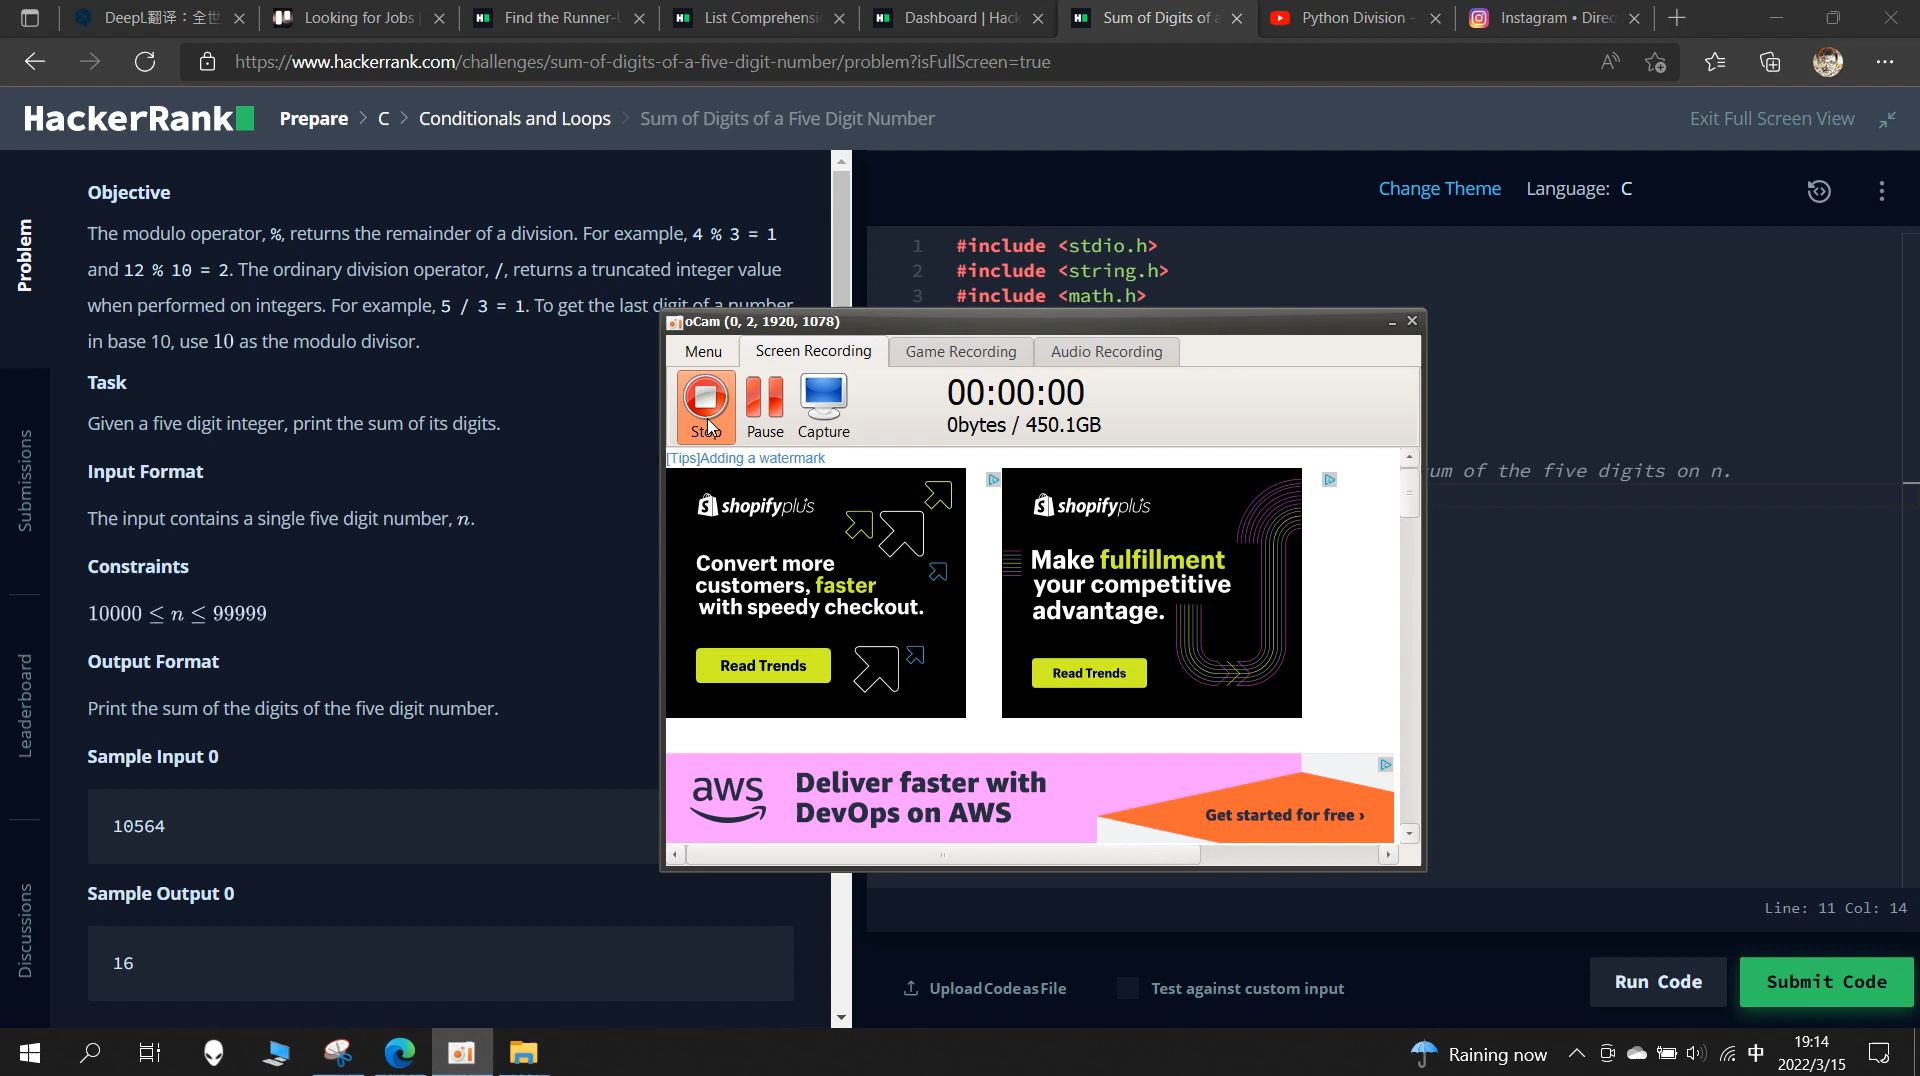 DeepL翻译：全世
Looking for Jobs
Find the Runner-U
List Comprehensi
Dashboard | Hack
Sum of Digits of a
Python Division -
Instagram • Direc
https://www.hackerrank.com/challenges/sum-of-digits-of-a-five-digit-number/problem?isFullScreen=true
HackerRank
Prepare > C > Conditionals and Loops > Sum of Digits of a Five Digit Number
Exit Full Screen View
Problem
Submissions
Leaderboard
Discussions
Objective
The modulo operator, %, returns the remainder of a division. For example, 4 % 3 = 1
and 12 % 10 = 2. The ordinary division operator, /, returns a truncated integer value
when performed on integers. For example, 5 / 3 = 1. To get the last digit of a number
in base 10, use 10 as the modulo divisor.
Task
Given a five digit integer, print the sum of its digits.
Input Format
The input contains a single five digit number, n.
Constraints
10000 ≤ n ≤ 99999
Output Format
Print the sum of the digits of the five digit number.
Sample Input 0
10564
Sample Output 0
16
Change Theme
Language: C
1 #include <stdio.h>
2 #include <string.h>
3 #include <math.h>
um of the five digits on n.
oCam (0, 2, 1920, 1078)
Menu
Screen Recording
Game Recording
Audio Recording
Stop
Pause
Capture
00:00:00
0bytes / 450.1GB
[Tips]Adding a watermark
shopifyplus
Convert more
customers, faster
with speedy checkout.
Read Trends
shopifyplus
Make fulfillment
your competitive
advantage.
Read Trends
aws
Deliver faster with
DevOps on AWS
Get started for free ›
Line: 11 Col: 14
Upload Code as File
Test against custom input
Run Code
Submit Code
Raining now
中
19:14
2022/3/15